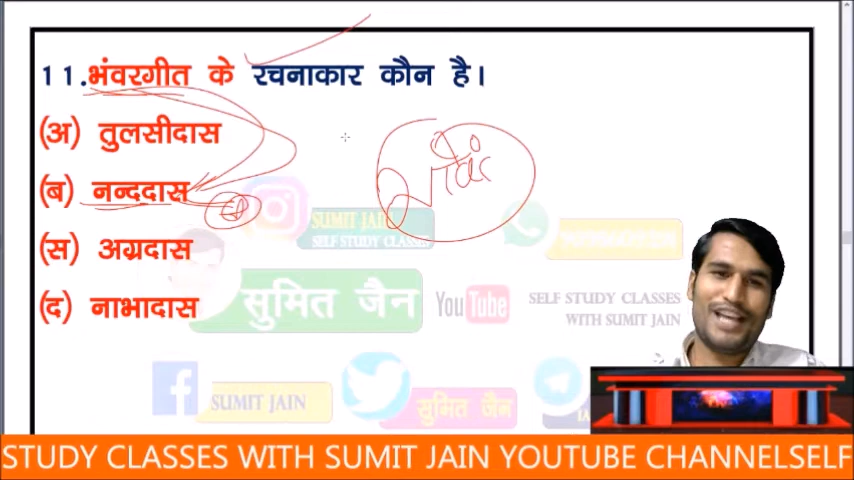 11.भंवरगीत के रचनाकार कौन है।
(अ) तुलसीदास
(ब) नन्ददास
(स) अग्रदास
(द) नाभादास
SUMIT JAIN
SELF STUDY CLASSES
सुमित जैन
YouTube
SELF STUDY CLASSES
WITH SUMIT JAIN
SUMIT JAIN
सुमित जैन
STUDY CLASSES WITH SUMIT JAIN YOUTUBE CHANNELSELF